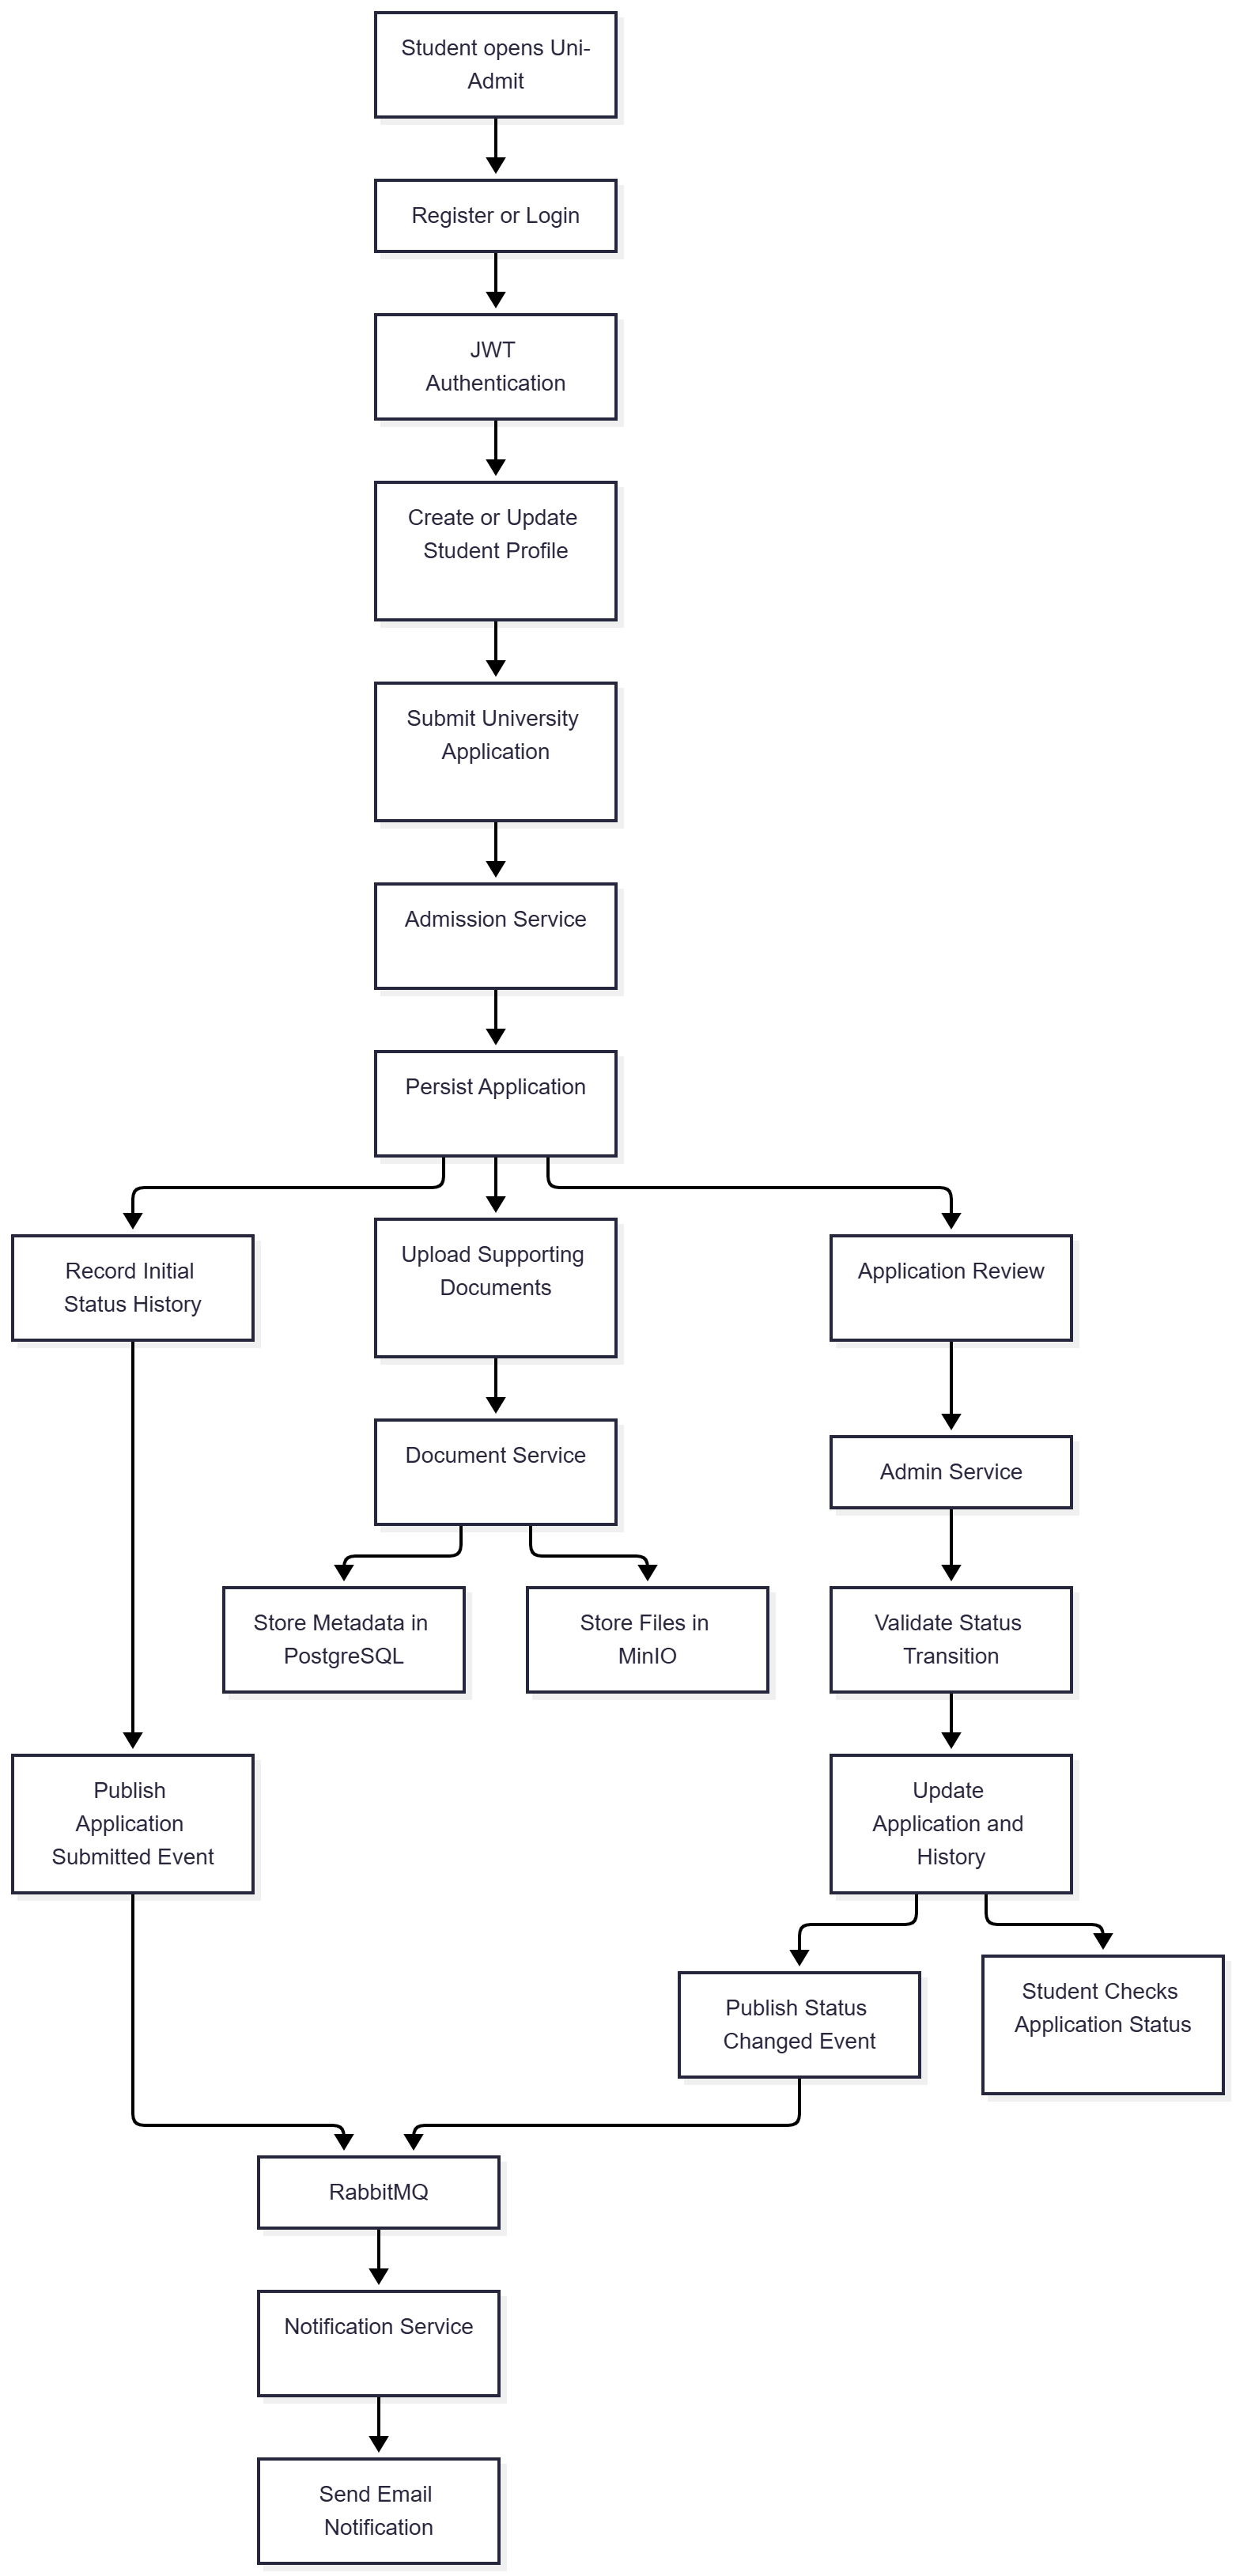 Student opens Uni-
Admit
Register or Login
JWT
Authentication
Create or Update
Student Profile
Submit University
Application
Admission Service
Persist Application
Record Initial
Status History
Upload Supporting
Documents
Application Review
Document Service
Admin Service
Store Metadata in
PostgreSQL
Store Files in
MinIO
Validate Status
Transition
Publish
Application
Submitted Event
Update
Application and
History
Publish Status
Changed Event
Student Checks
Application Status
RabbitMQ
Notification Service
Send Email
Notification